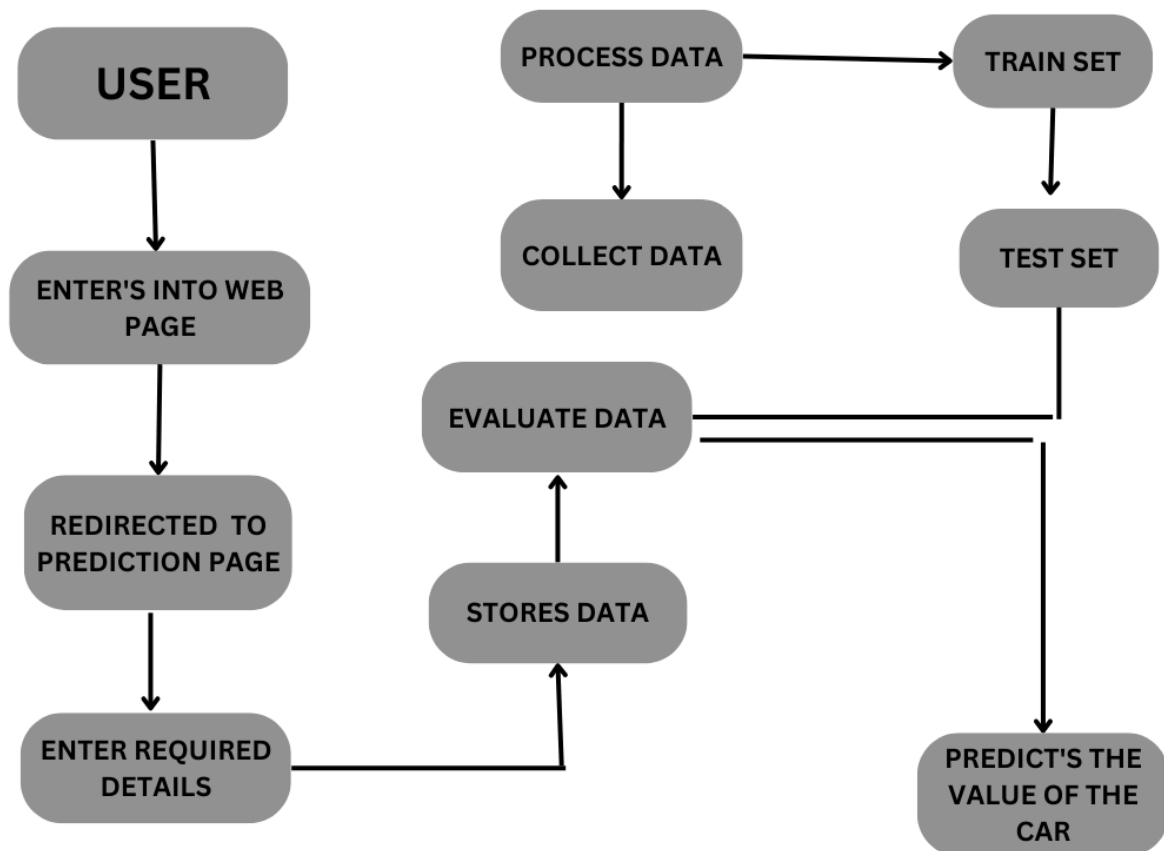 USER
ENTER'S INTO WEB
PAGE
REDIRECTED TO
PREDICTION PAGE
ENTER REQUIRED
DETAILS
PROCESS DATA
COLLECT DATA
EVALUATE DATA
STORES DATA
TRAIN SET
TEST SET
PREDICT'S THE
VALUE OF THE
CAR